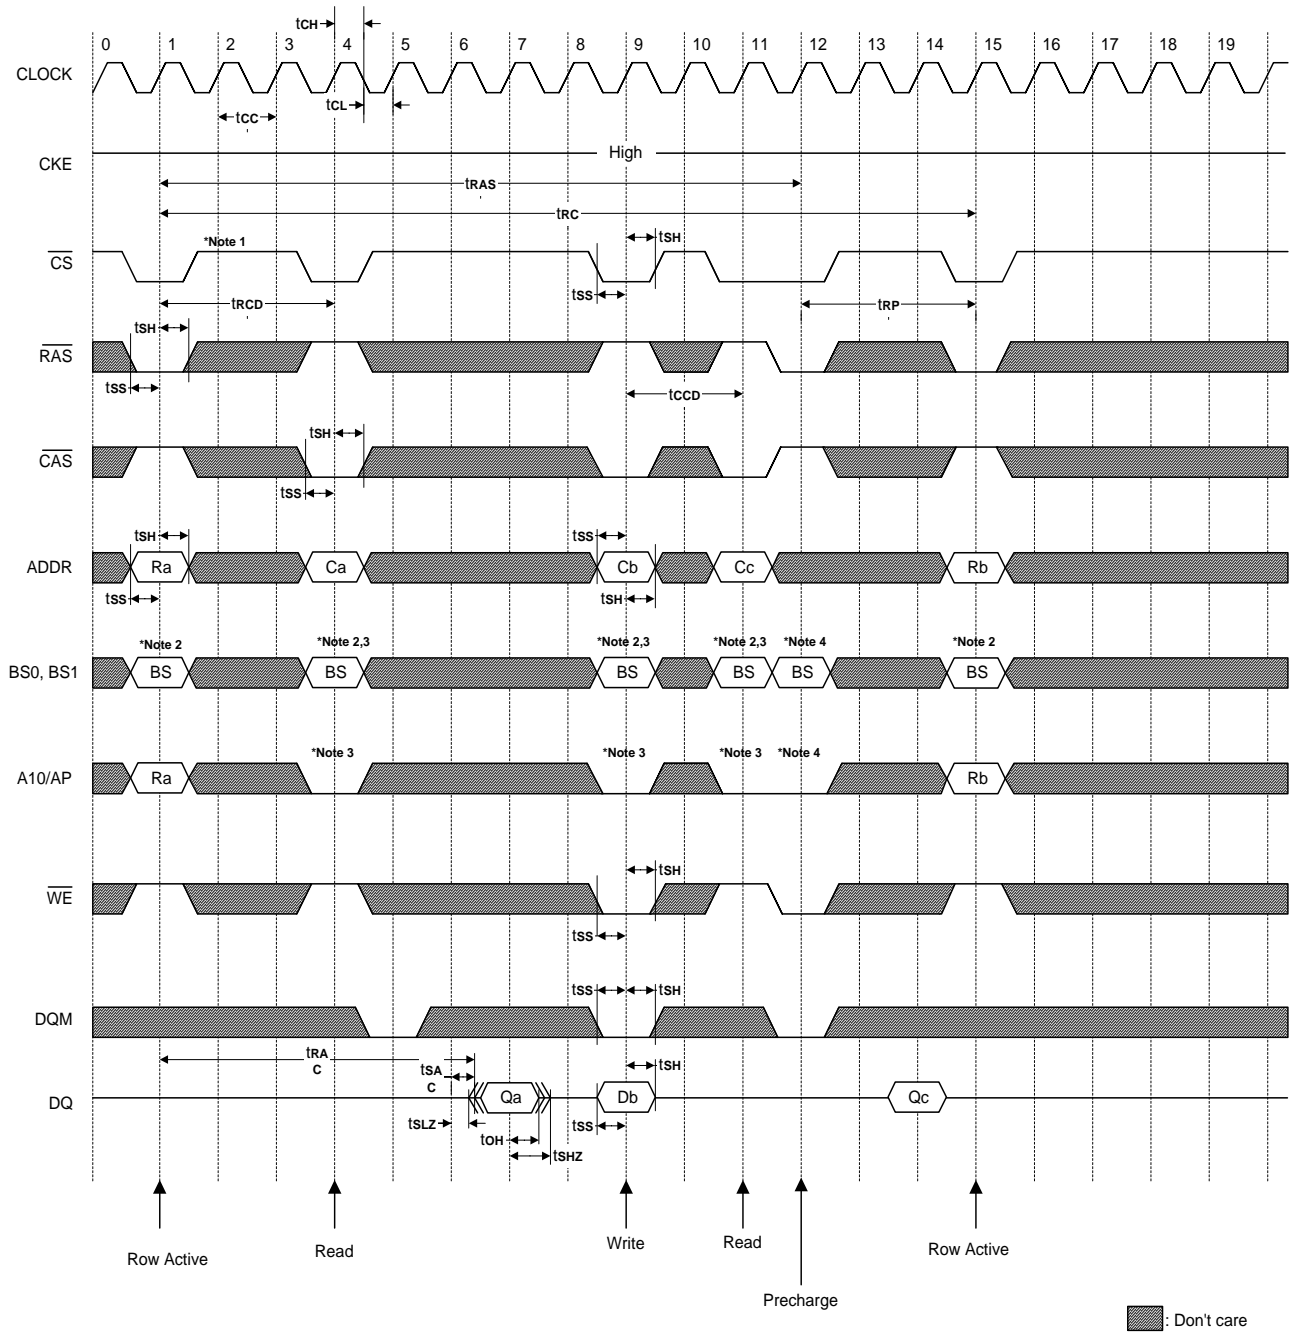 tCH
0 1 2 3 4 5 6 7 8 9 10 11 12 13 14 15 16 17 18 19
CLOCK
tCL
tCC
High
CKE
tRAS
tRC
*Note 1
tSH
CS
tSS
tRCD
tRP
tSH
RAS
tSS
tCCD
tSH
CAS
tSS
tSH
tSS
ADDR
Ra Ca Cb Cc Rb
tSS
tSH
*Note 2 *Note 2,3 *Note 2,3 *Note 2,3 *Note 4 *Note 2
BS0, BS1
BS BS BS BS BS BS
*Note 3 *Note 3 *Note 3 *Note 4
A10/AP
Ra Rb
tSH
WE
tSS
tSS tSH
DQM
tRA
C
tSA
C
tSH
DQ
Qa Db Qc
tSLZ
tOH
tSS
tSHZ
Row Active
Read
Write
Read
Row Active
Precharge
: Don't care